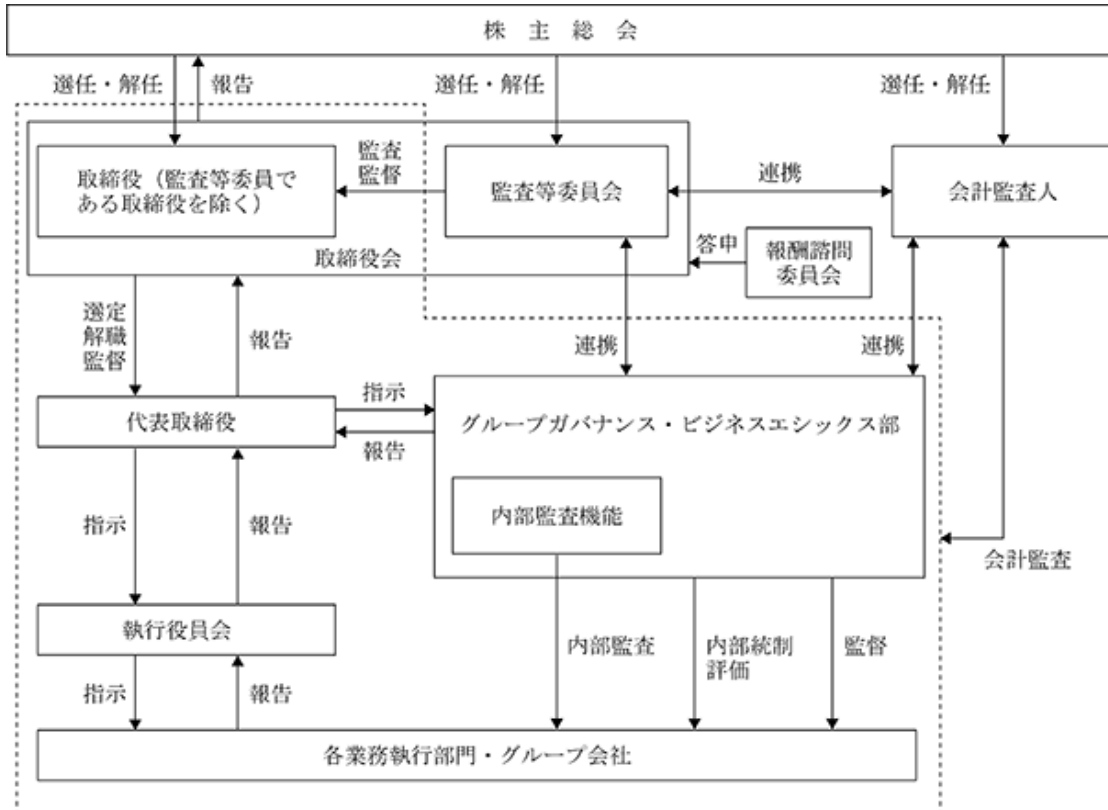 株主総会
選任・解任
報告
選任・解任
選任・解任
取締役（監査等委員で
ある取締役を除く）
監査
監督
監査等委員会
連携
会計監査人
取締役会
答申
報酬諮問
委員会
選定
解職
監督
報告
連携
連携
代表取締役
指示
報告
グループガバナンス・ビジネスエシックス部
内部監査機能
指示
報告
会計監査
執行役員会
内部監査
内部統制
評価
監督
指示
報告
各業務執行部門・グループ会社